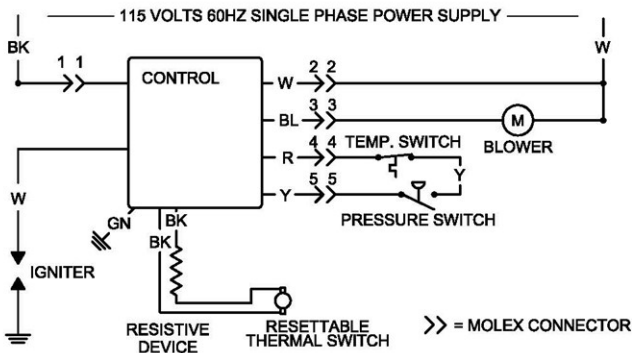 115 VOLTS 60HZ SINGLE PHASE POWER SUPPLY
BK
W
1 1
CONTROL
W
2 2
BL
3 3
M
BLOWER
R
4 4
TEMP. SWITCH
Y
Y
5 5
PRESSURE SWITCH
W
GN
BK
BK
IGNITER
RESISTIVE
DEVICE
RESETTABLE
THERMAL SWITCH
= MOLEX CONNECTOR